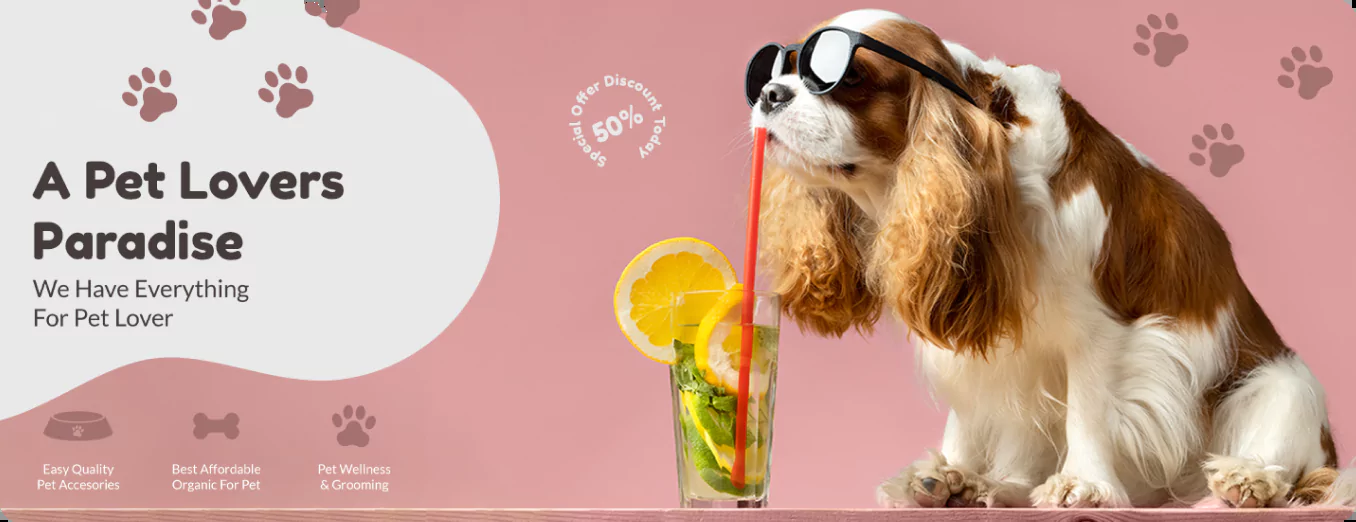 A Pet Lovers
Paradise
We Have Everything
For Pet Lover
Special Offer Discount Today
50%
Easy Quality
Pet Accesories
Best Affordable
Organic For Pet
Pet Wellness
& Grooming